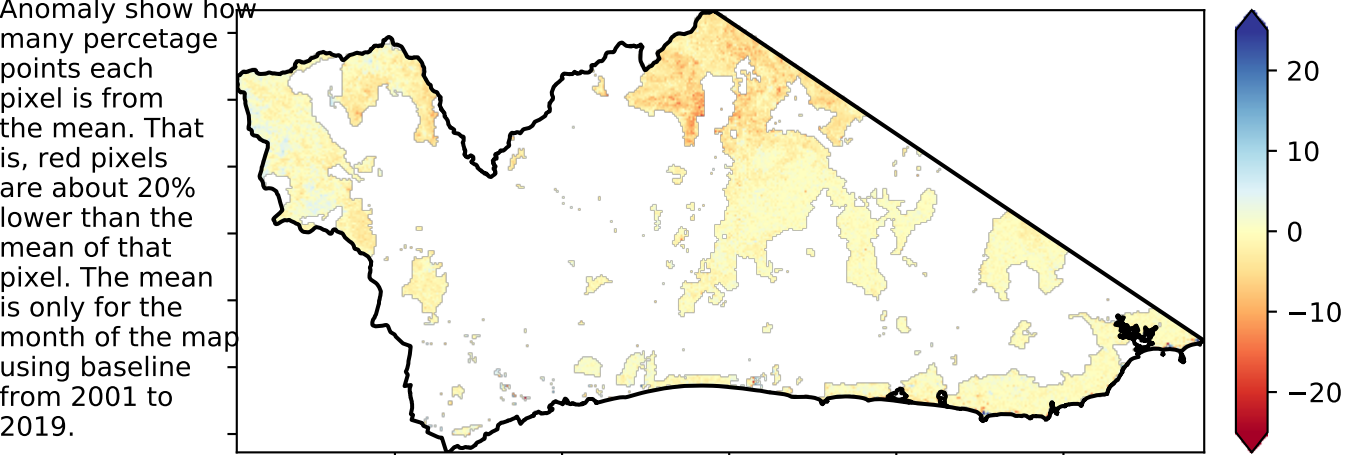 Anomaly show how
many percetage
points each
pixel is from
the mean. That
is, red pixels
are about 20%
lower than the
mean of that
pixel. The mean
is only for the
month of the map
using baseline
from 2001 to
2019.
20
10
0
−10
−20